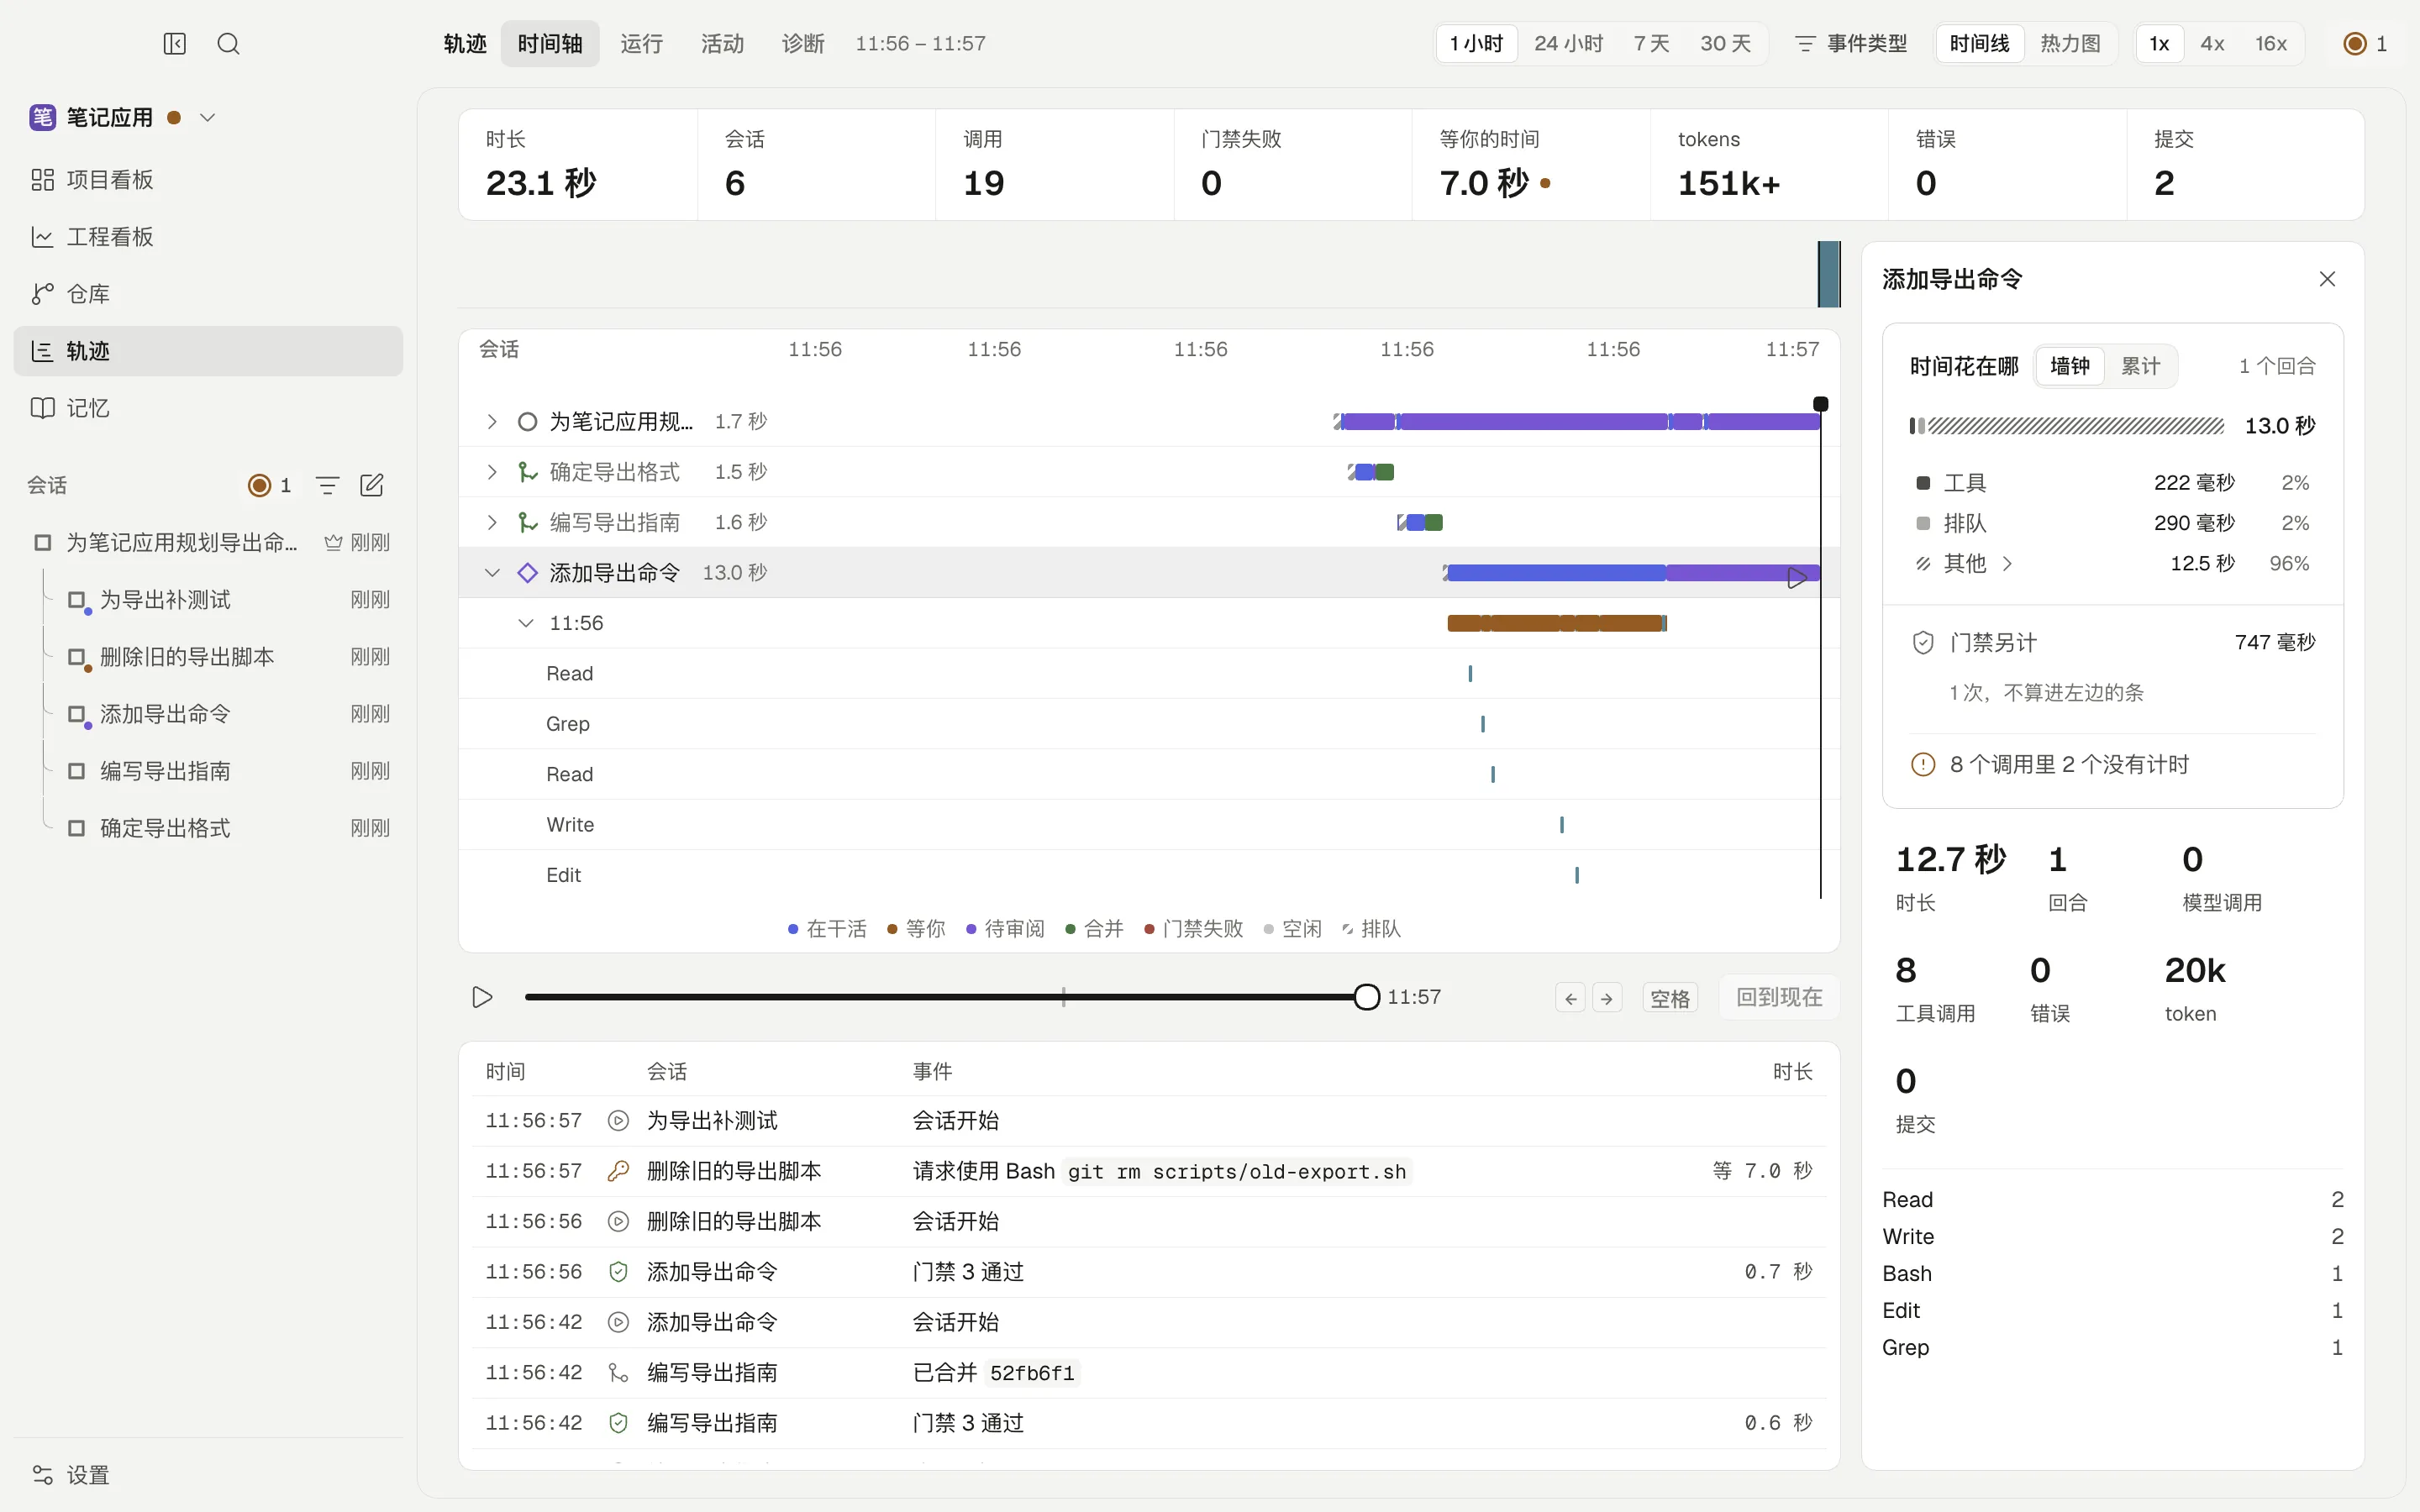 轨迹 时间轴 运行 活动 诊断 11:56 – 11:57 1 小时 24 小时 7 天 30 天 事件类型 时间线 热力图 1x 4x 16x 1
笔 笔记应用
项目看板
工程看板
仓库
轨迹
记忆
会话 1
为笔记应用规划导出命... 刚刚
为导出补测试 刚刚
删除旧的导出脚本 刚刚
添加导出命令 刚刚
编写导出指南 刚刚
确定导出格式 刚刚
设置
时长 会话 调用 门禁失败 等你的时间 tokens 错误 提交
23.1 秒 6 19 0 7.0 秒 151k+ 0 2
会话 11:56 11:56 11:56 11:56 11:56 11:57
为笔记应用规... 1.7 秒
确定导出格式 1.5 秒
编写导出指南 1.6 秒
添加导出命令 13.0 秒
11:56
Read
Grep
Read
Write
Edit
在干活 等你 待审阅 合并 门禁失败 空闲 排队
11:57 ← → 空格 回到现在
时间 会话 事件 时长
11:56:57 为导出补测试 会话开始
11:56:57 删除旧的导出脚本 请求使用 Bash git rm scripts/old-export.sh 等 7.0 秒
11:56:56 删除旧的导出脚本 会话开始
11:56:56 添加导出命令 门禁 3 通过 0.7 秒
11:56:42 添加导出命令 会话开始
11:56:42 编写导出指南 已合并 52fb6f1
11:56:42 编写导出指南 门禁 3 通过 0.6 秒
添加导出命令
时间花在哪 墙钟 累计 1 个回合
13.0 秒
工具 222 毫秒 2%
排队 290 毫秒 2%
其他 12.5 秒 96%
门禁另计 747 毫秒
1 次，不算进左边的条
8 个调用里 2 个没有计时
12.7 秒 1 0
时长 回合 模型调用
8 0 20k
工具调用 错误 token
0
提交
Read 2
Write 2
Bash 1
Edit 1
Grep 1